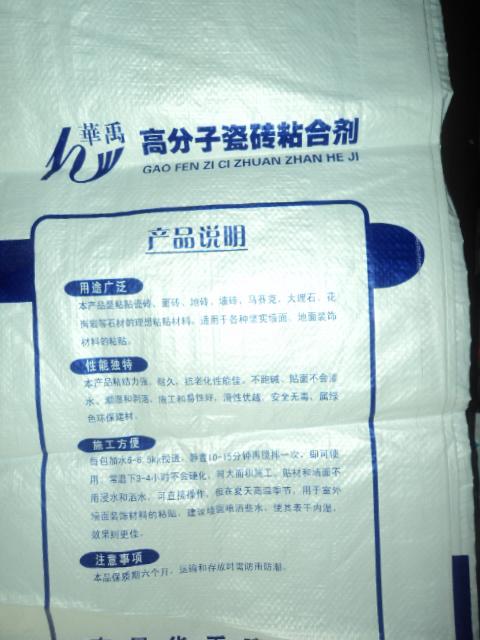 華禹
高分子瓷砖粘合剂
GAO FEN ZI CI ZHUAN ZHAN HE JI
产品说明
用途广泛
本产品是粘贴瓷砖、面砖、地砖、墙砖、马赛克、大理石、花
岗岩等石材的理想粘贴材料。适用于各种坚实墙面、地面装饰
材料的粘贴。
性能独特
本产品粘结力强、耐久、抗老化性能佳。不跑碱、贴面不会渗
水、和剥落、施工和易性好，滑性优越、安全无毒、属绿
色环保建材。
施工方便
每包加水5-6.5kg搅递，静置10-15分钟再搅拌一次，即可使
用。常温下3-4小时不会硬化，可大面积施工。贴材和墙面不
用浸水和浴水，可直接操作，但在夏天高温季节，用于室外
墙面装饰材料的粘贴，建议墙面喷洒些水，使其表干内湿，
效果则更佳。
注意事项
本品保质期六个月，运输和存放时需防雨防潮。